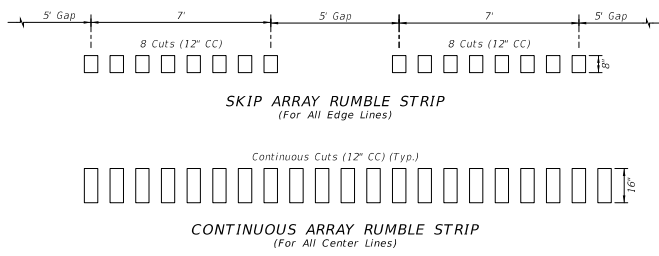 5' Gap 7' 5' Gap 7' 5' Gap
8 Cuts (12" CC) 8 Cuts (12" CC)
8"
SKIP ARRAY RUMBLE STRIP
(For All Edge Lines)
Continuous Cuts (12" CC) (Typ.)
16"
CONTINUOUS ARRAY RUMBLE STRIP
(For All Center Lines)